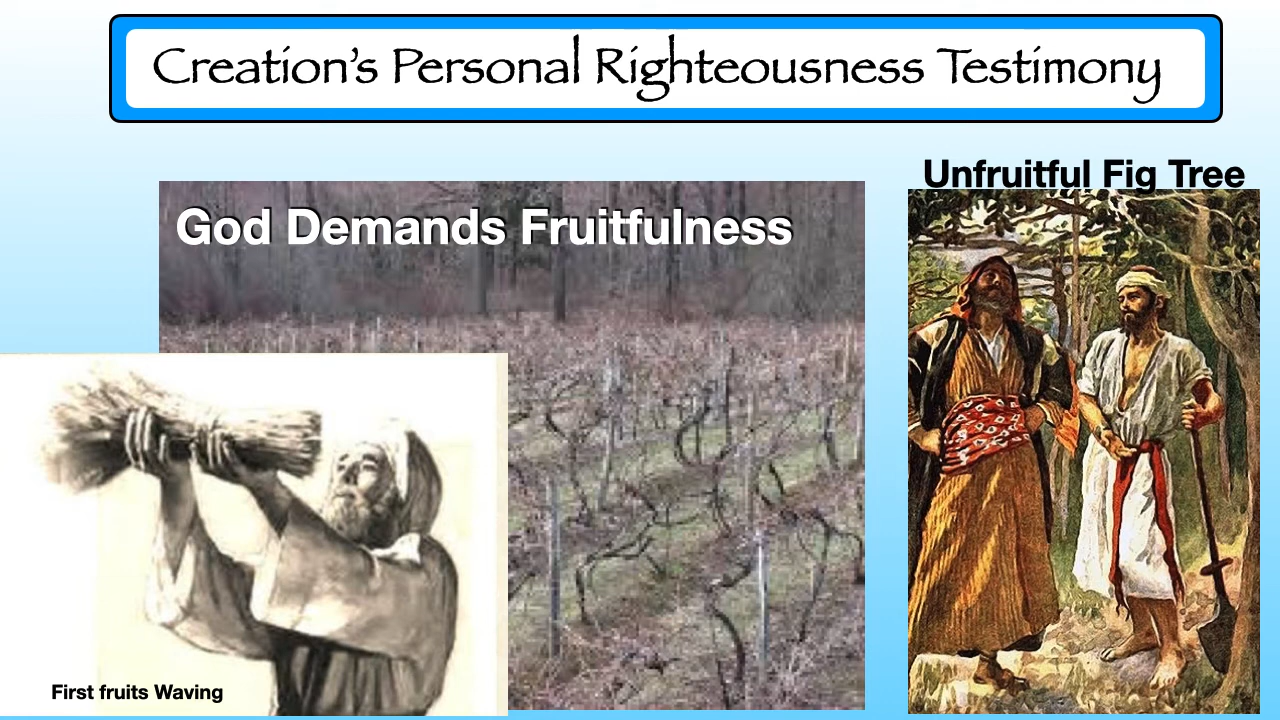 Creation's Personal Righteousness Testimony
Unfruitful Fig Tree
God Demands Fruitfulness
First fruits Waving